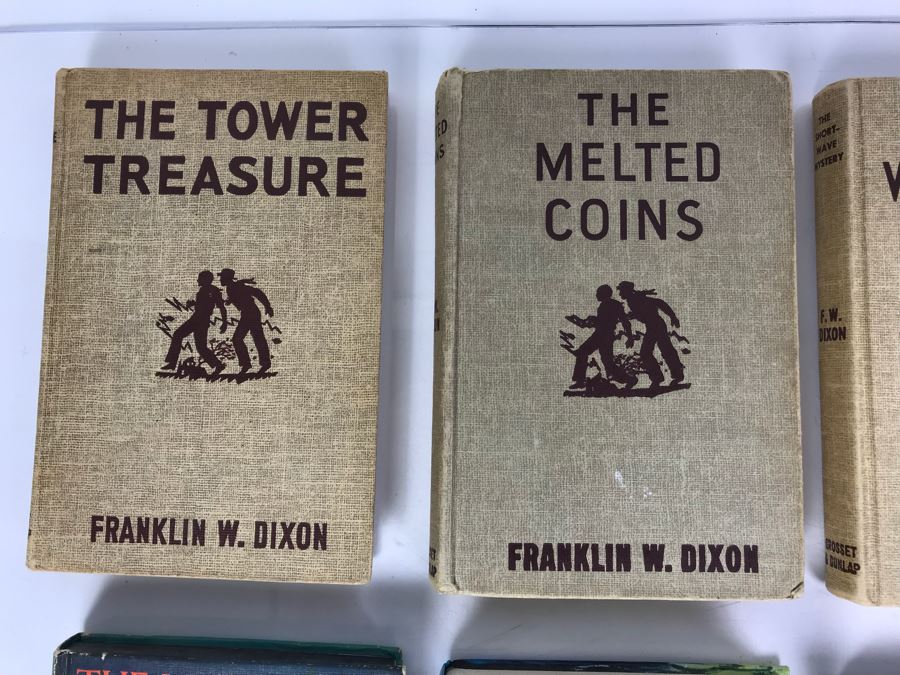 THE TOWER
TREASURE
FRANKLIN W. DIXON
THE
MELTED
COINS
FRANKLIN W. DIXON
THE
SHORT-
WAVE
MYSTERY
F. W.
DIXON
GROSSET
& DUNLAP
W